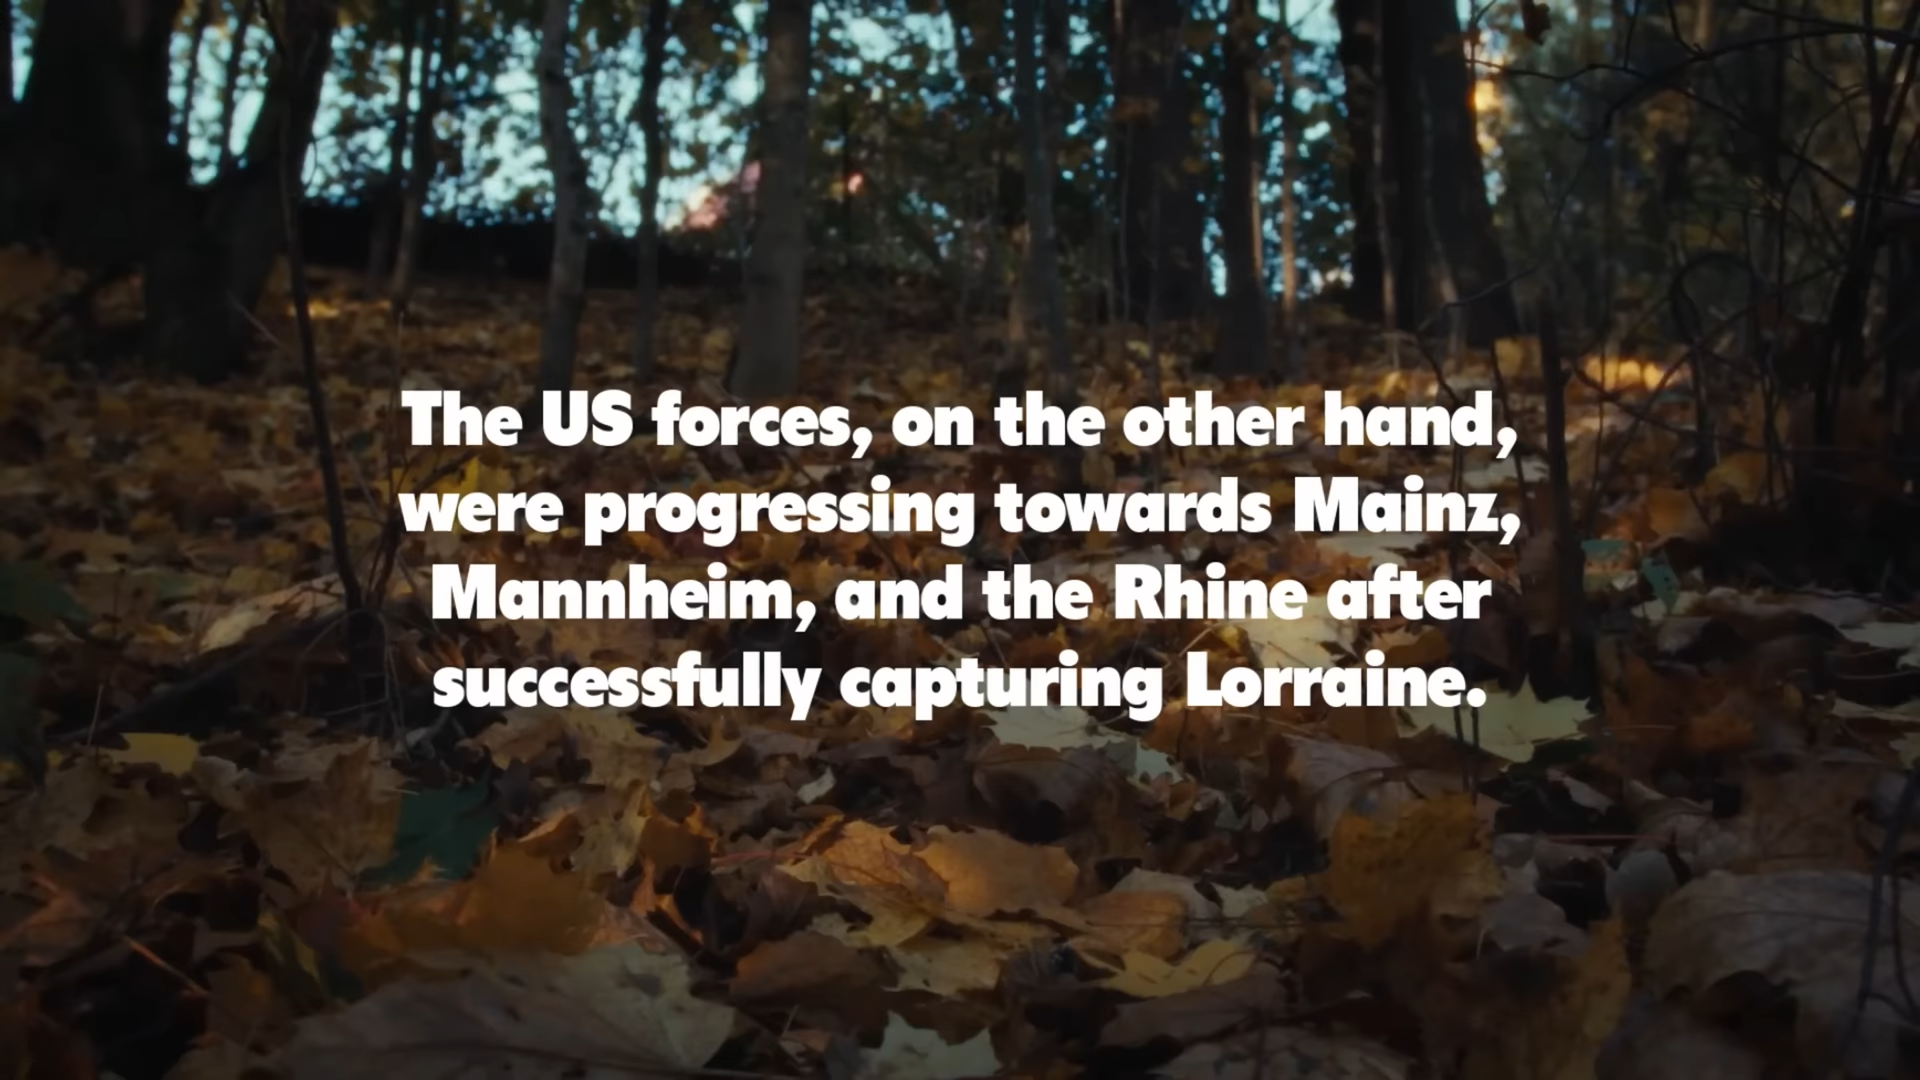 The US forces, on the other hand,
were progressing towards Mainz,
Mannheim, and the Rhine after
successfully capturing Lorraine.